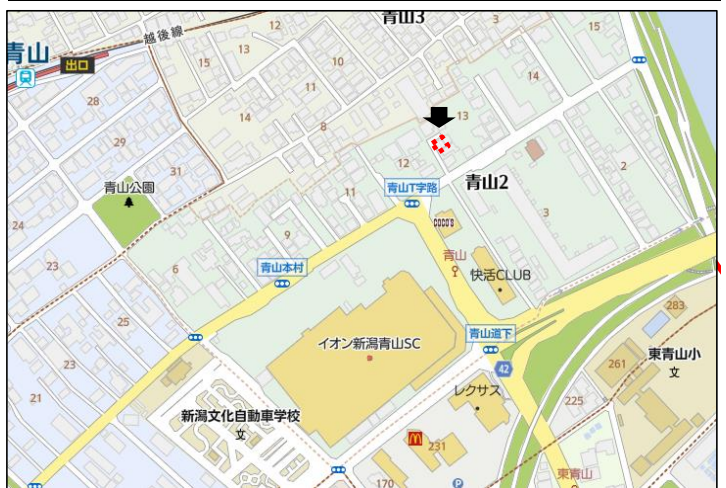 青山3
12
15
越後線
13
青山
出口
15
10
14
28
11
13
14
8
29
12
2
31
青山公園
青山T字路
青山2
11
3
24
9
COCO'S
23
青山本村
青山
快活CLUB
6
283
25
イオン新潟青山SC
青山道下
東青山小
文
42
261
23
レクサス
21
225
新潟文化自動車学校
文
M
231
170
P
東青山